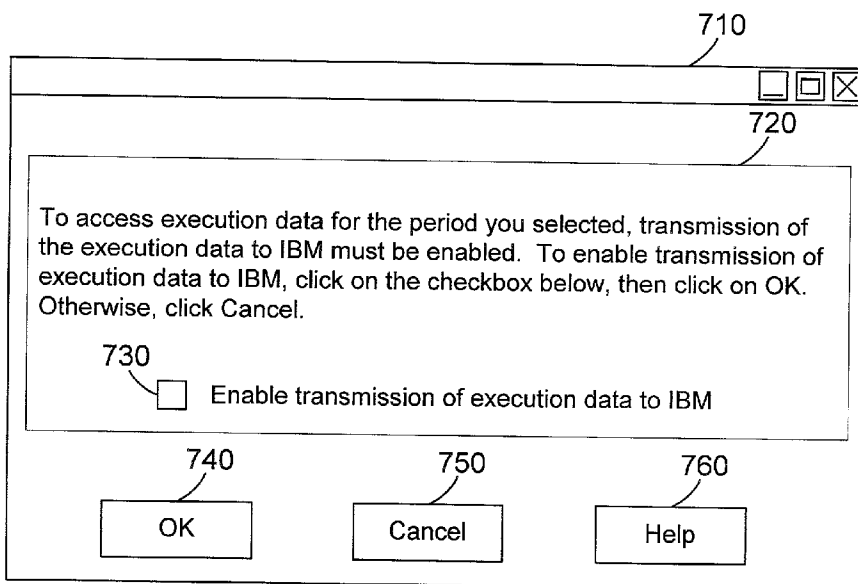 710
720
To access execution data for the period you selected, transmission of
the execution data to IBM must be enabled.  To enable transmission of
execution data to IBM, click on the checkbox below, then click on OK.
Otherwise, click Cancel.
730
Enable transmission of execution data to IBM
740
750
760
OK
Cancel
Help